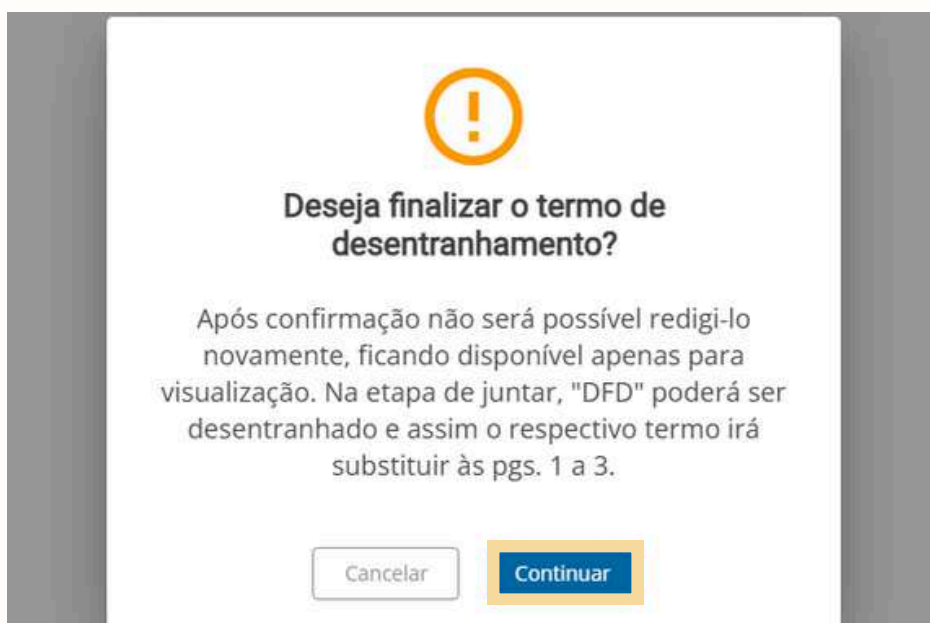 Deseja finalizar o termo de
desentranhamento?
Após confirmação não será possível redigi-lo
novamente, ficando disponível apenas para
visualização. Na etapa de juntar, "DFD" poderá ser
desentranhado e assim o respectivo termo irá
substituir às pgs. 1 a 3.
Cancelar
Continuar